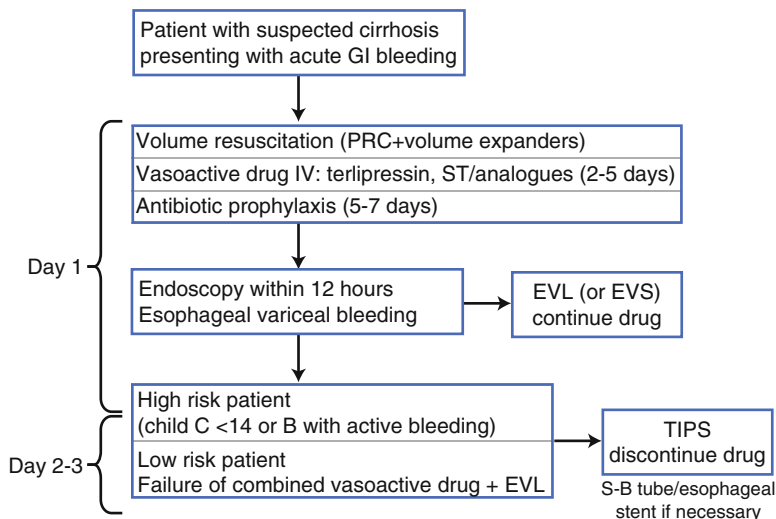 Patient with suspected cirrhosis
presenting with acute GI bleeding
Volume resuscitation (PRC+volume expanders)
Vasoactive drug IV: terlipressin, ST/analogues (2-5 days)
Antibiotic prophylaxis (5-7 days)
Day 1
Endoscopy within 12 hours
Esophageal variceal bleeding
EVL (or EVS)
continue drug
High risk patient
(child C <14 or B with active bleeding)
Day 2-3
Low risk patient
Failure of combined vasoactive drug + EVL
TIPS
discontinue drug
S-B tube/esophageal
stent if necessary